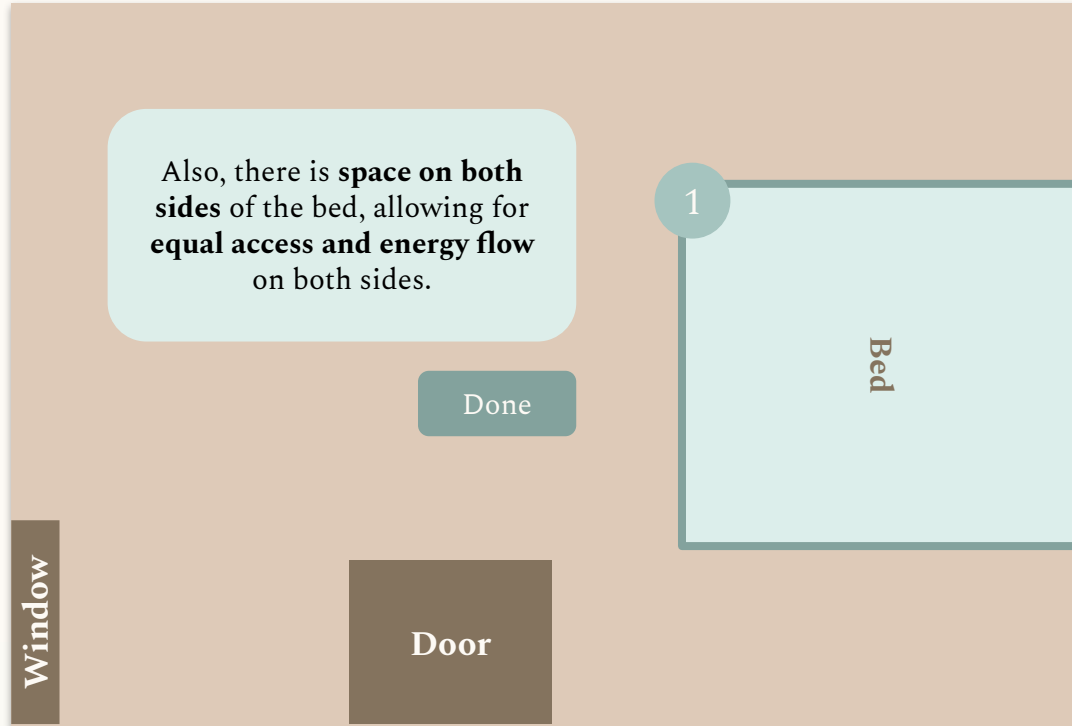 Also, there is space on both
sides of the bed, allowing for
equal access and energy flow
on both sides.
1
Bed
Done
Window
Door